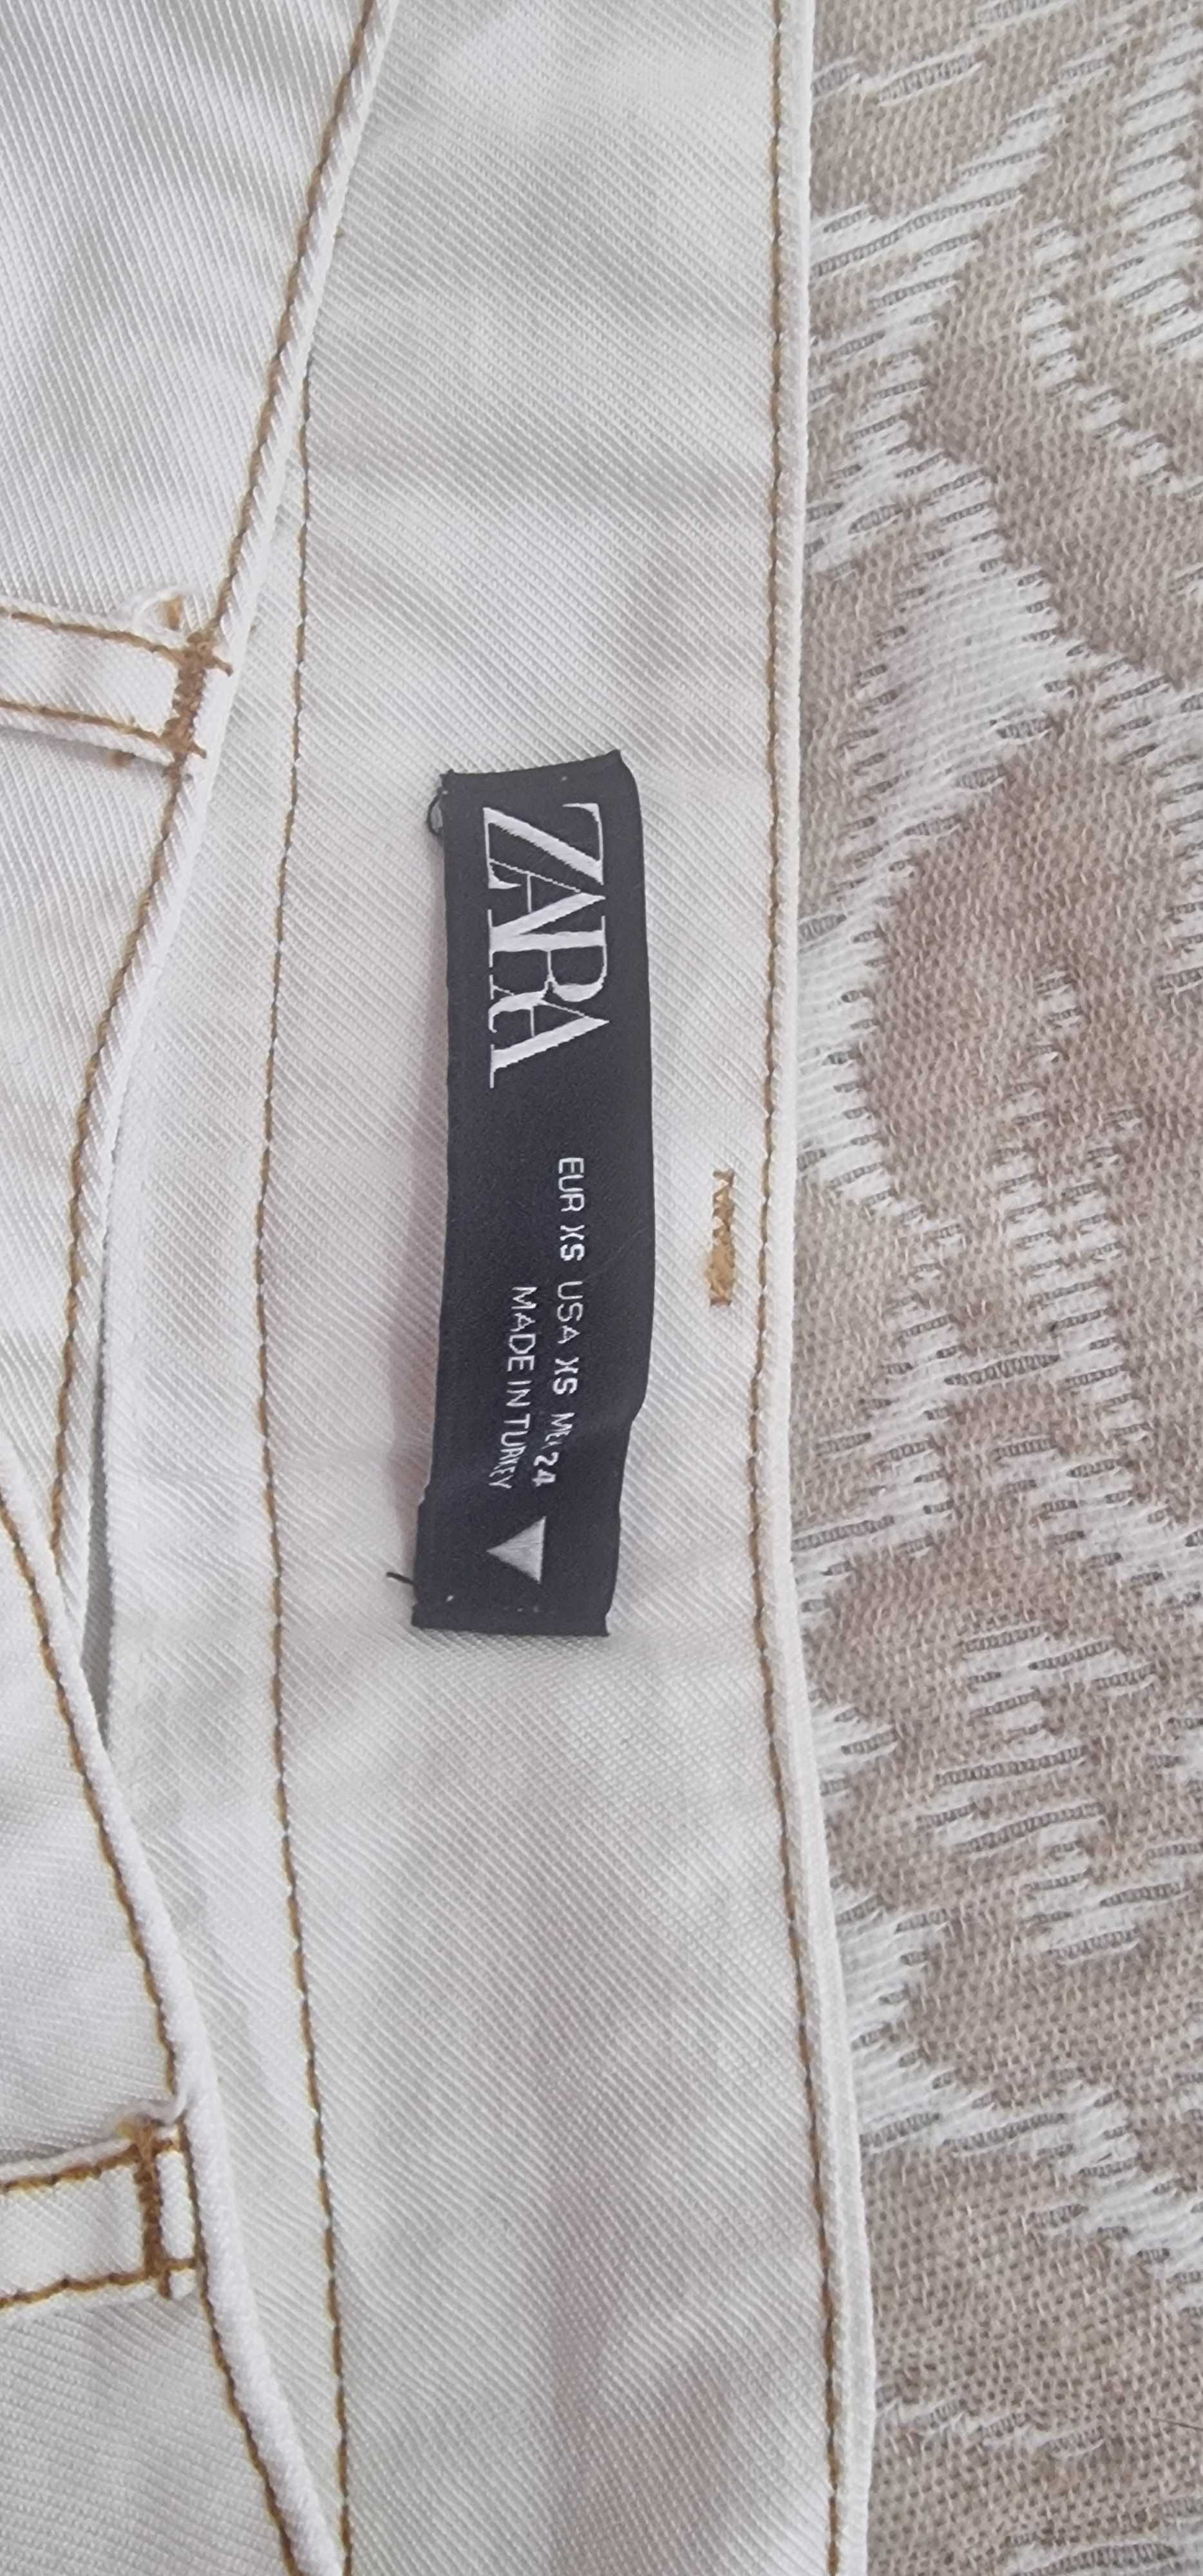 ZARA
EUR XS USA XS MEX 24
MADE IN TURKEY